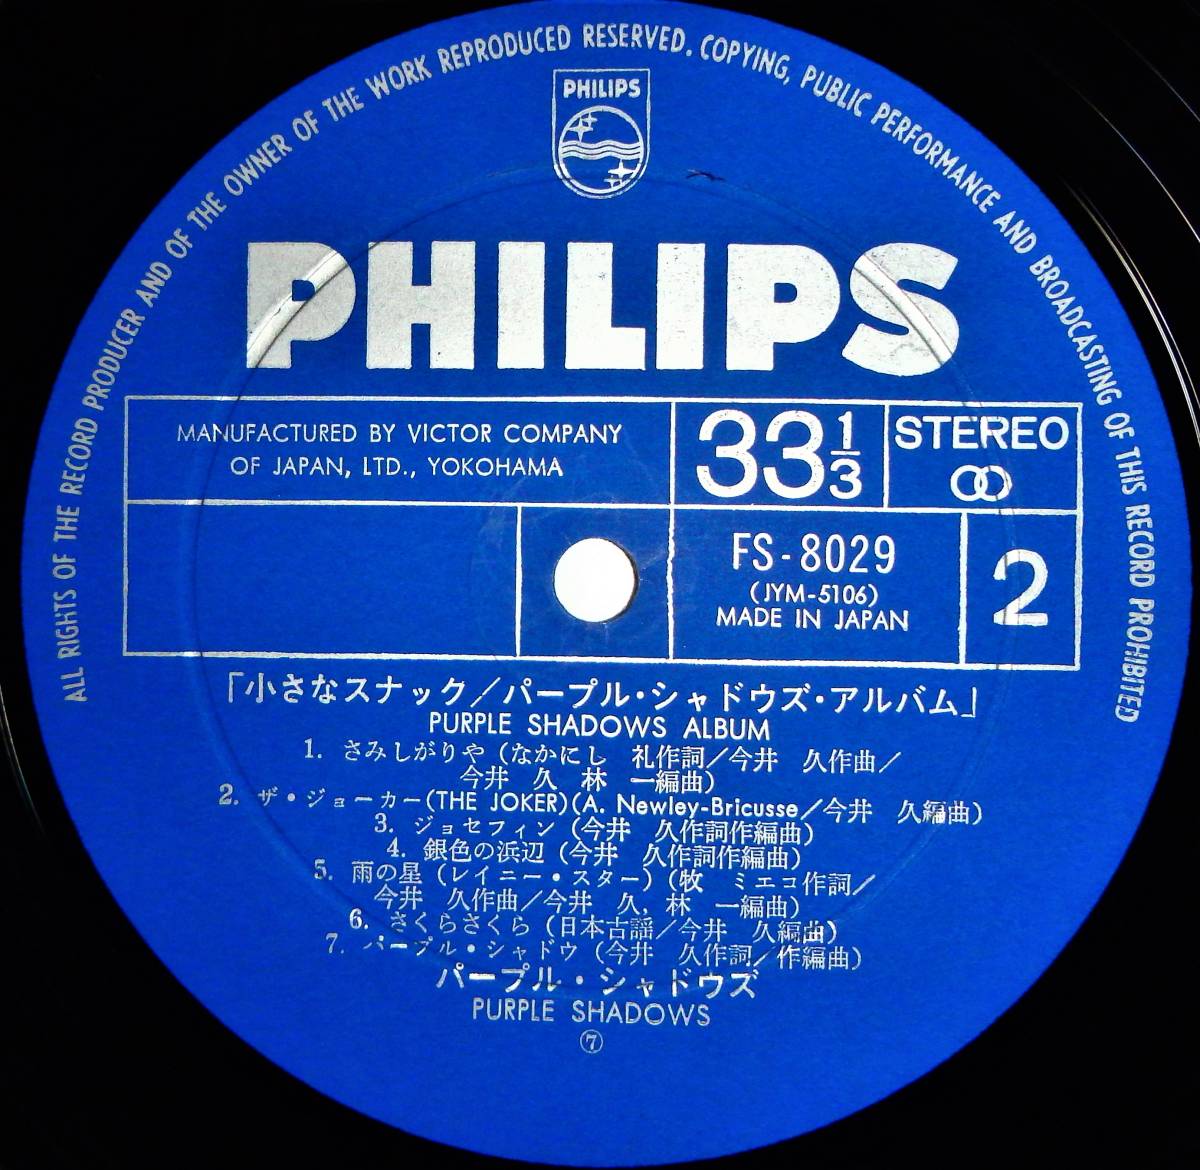 ALL RIGHTS OF THE RECORD PRODUCER AND OF THE OWNER OF THE WORK REPRODUCED RESERVED. COPYING, PUBLIC PERFORMANCE AND BROADCASTING OF THIS RECORD PROHIBITED
PHILIPS
PHILIPS
MANUFACTURED BY VICTOR COMPANY
OF JAPAN, LTD., YOKOHAMA
33 1/3
STEREO
FS-8029
(JYM-5106)
MADE IN JAPAN
2
「小さなスナック/パープル・シャドウズ・アルバム」
PURPLE SHADOWS ALBUM
1. さみしがりや (なかにし 礼作詞/今井 久作曲/
今井 久 林 一編曲)
2. ザ・ジョーカー(THE JOKER)(A. Newley-Bricusse/今井 久編曲)
3. ジョセフィン (今井 久作詞作編曲)
4. 銀色の浜辺 (今井 久作詞作編曲)
5. 雨の星 (レイニー・スター) (牧 ミエコ作詞/
今井 久作曲/今井 久, 林 一編曲)
6. さくらさくら (日本古謡/今井 久編曲)
7. パープル・シャドウ (今井 久作詞/作編曲)
パープル・シャドウズ
PURPLE SHADOWS
⑦